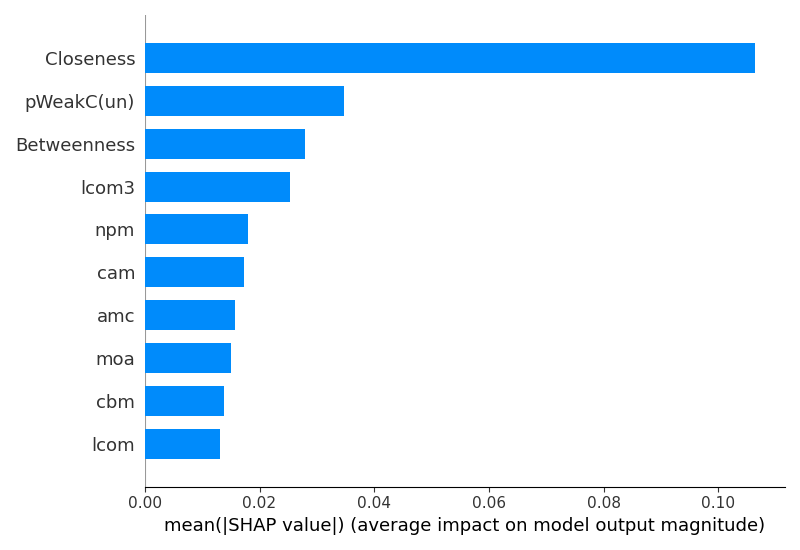 Closeness
pWeakC(un)
Betweenness
lcom3
npm
cam
amc
moa
cbm
lcom
0.00 0.02 0.04 0.06 0.08 0.10
mean(|SHAP value|) (average impact on model output magnitude)